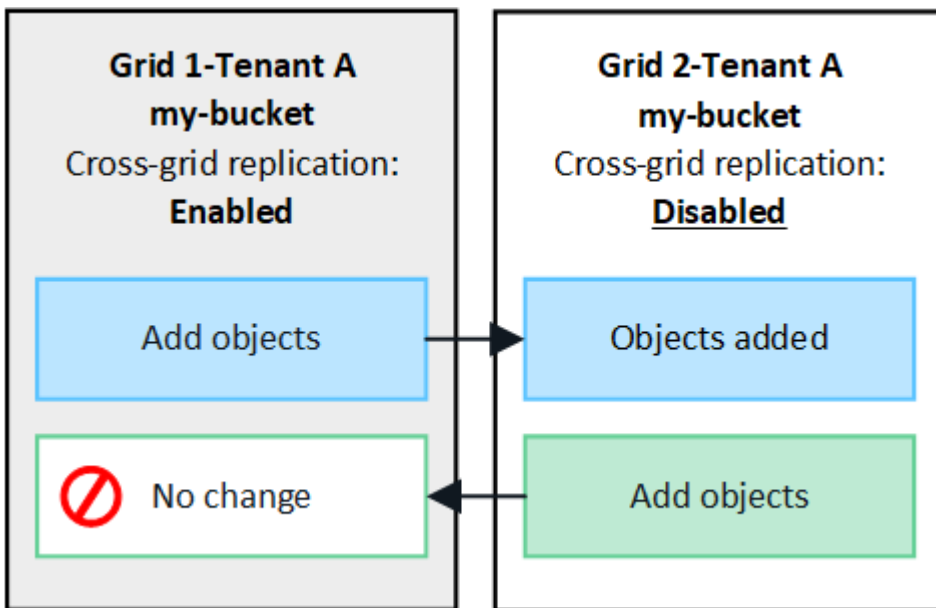 Grid 1-Tenant A
my-bucket
Cross-grid replication:
Enabled
Add objects
No change
Grid 2-Tenant A
my-bucket
Cross-grid replication:
Disabled
Objects added
Add objects